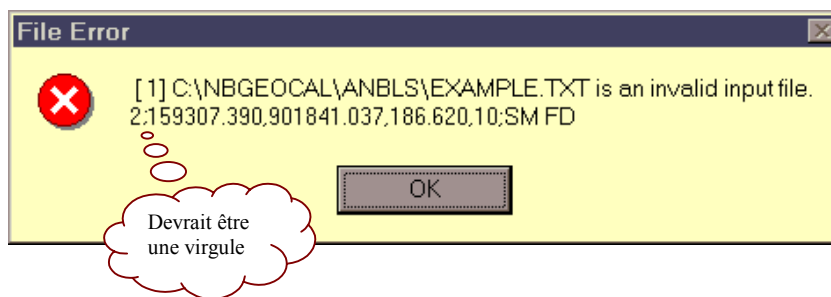 File Error
[1] C:\NBGEOCAL\ANBLS\EXAMPLE.TXT is an invalid input file.
2;159307.390,901841.037,186.620,10;SM FD
OK
Devrait être
une virgule